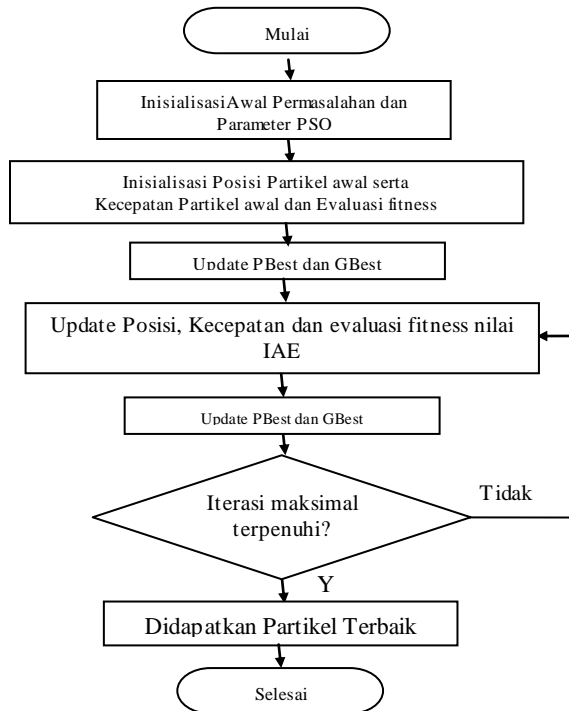 Mulai
InisialisasiAwal Permasalahan dan
Parameter PSO
Inisialisasi Posisi Partikel awal serta
Kecepatan Partikel awal dan Evaluasi fitness
Update PBest dan GBest
Update Posisi, Kecepatan dan evaluasi fitness nilai
IAE
Update PBest dan GBest
Iterasi maksimal
terpenuhi?
Tidak
Y
Didapatkan Partikel Terbaik
Selesai